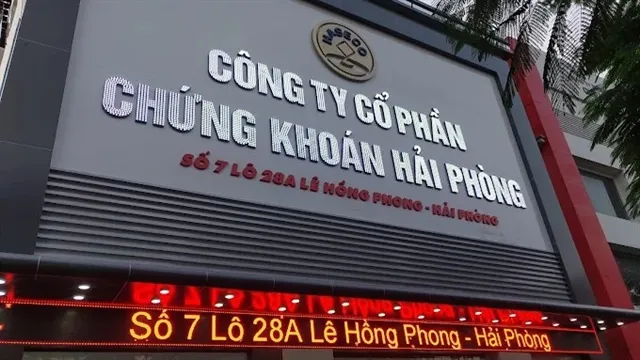 HASECO
CÔNG TY CỔ PHẦN
CHỨNG KHOÁN HẢI PHÒNG
SỐ 7 LÔ 28A LÊ HỒNG PHONG - HẢI PHÒNG
Số 7 Lô 28A Lê Hồng Phong - Hải Phòng